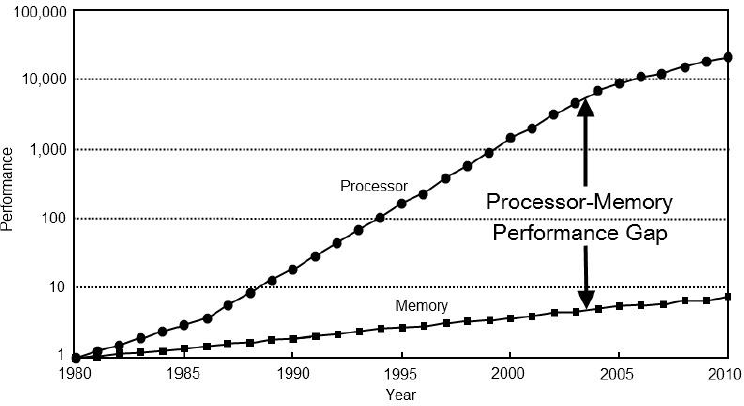 100,000
10,000
1,000
100
10
1
Performance
Processor
Processor-Memory
Performance Gap
Memory
1980 1985 1990 1995 2000 2005 2010
Year